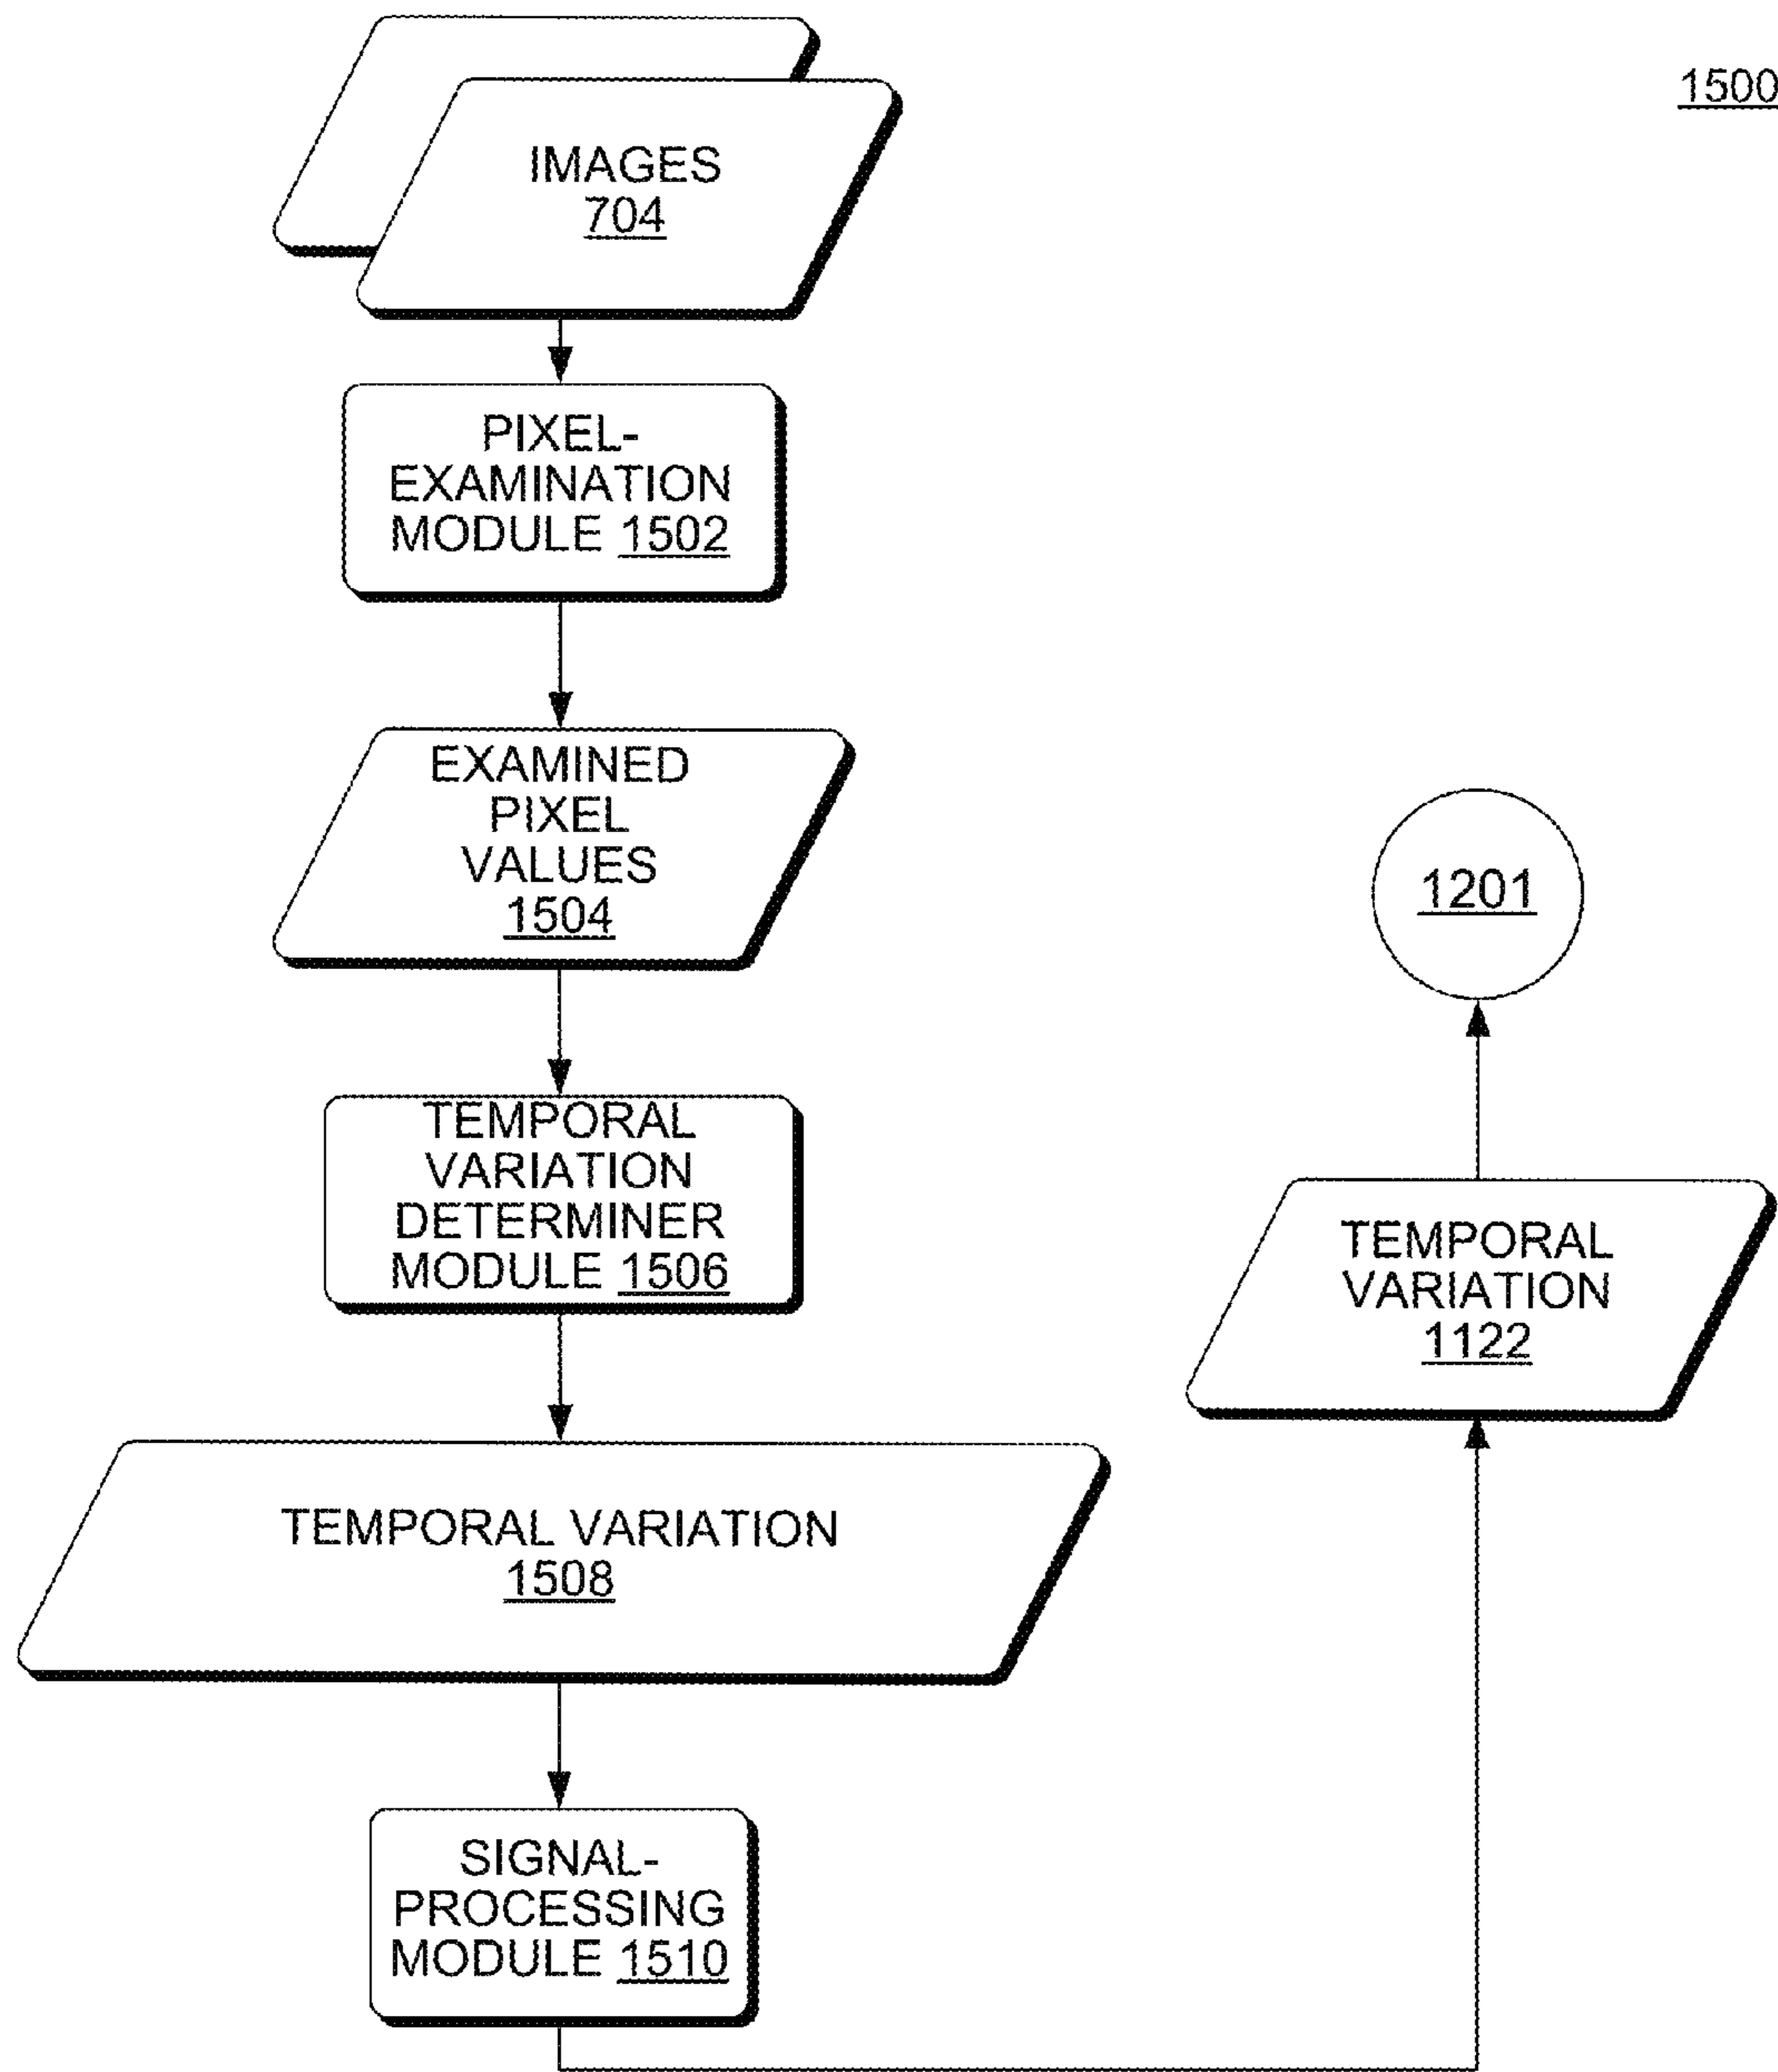 1500
IMAGES
704
PIXEL-
EXAMINATION
MODULE 1502
EXAMINED
PIXEL
VALUES
1504
TEMPORAL
VARIATION
DETERMINER
MODULE 1506
TEMPORAL VARIATION
1508
SIGNAL-
PROCESSING
MODULE 1510
TEMPORAL
VARIATION
1122
1201